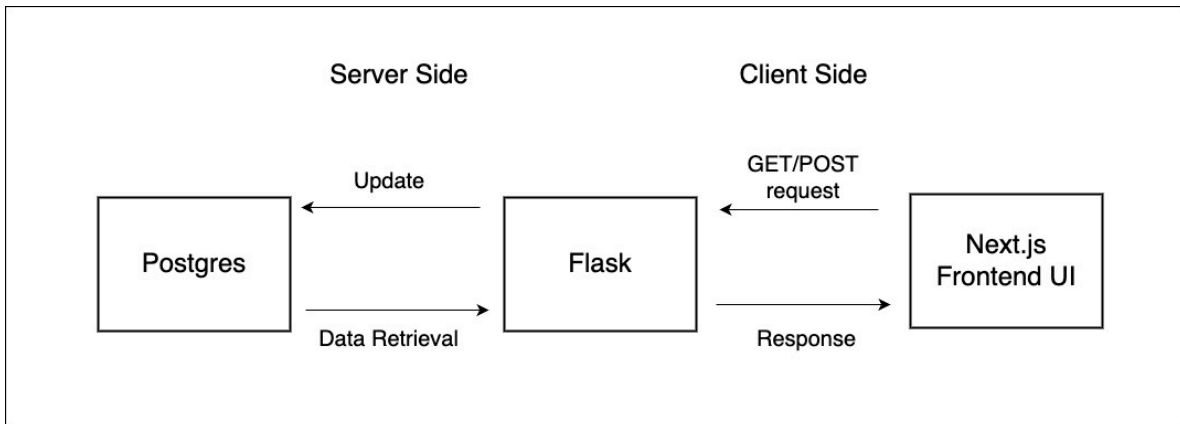 Server Side
Client Side
Update
GET/POST
request
Postgres
Flask
Next.js
Frontend UI
Data Retrieval
Response